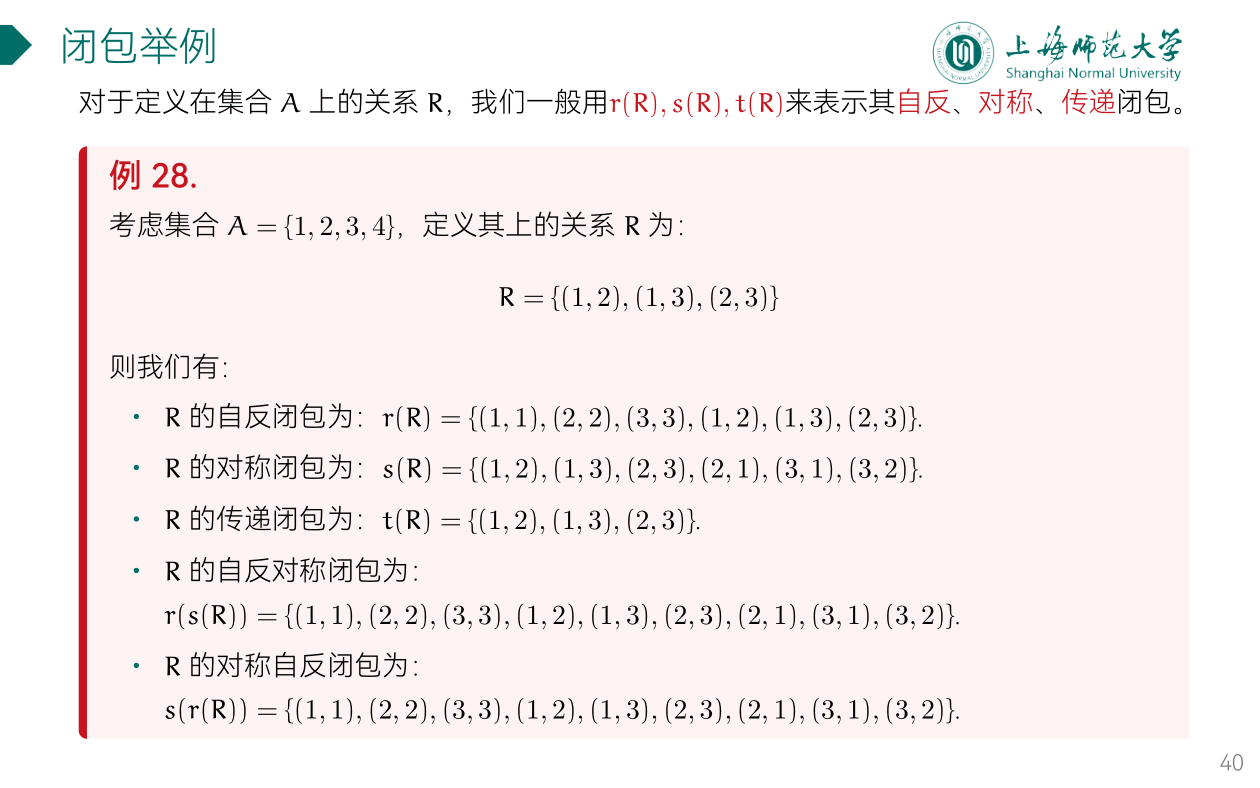 闭包举例
上海师范大学
Shanghai Normal University
对于定义在集合 A 上的关系 R，我们一般用r(R), s(R), t(R)来表示其自反、对称、传递闭包。
例 28.
考虑集合 A = {1, 2, 3, 4}，定义其上的关系 R 为：
R = {(1, 2), (1, 3), (2, 3)}
则我们有：
• R 的自反闭包为：r(R) = {(1, 1), (2, 2), (3, 3), (1, 2), (1, 3), (2, 3)}.
• R 的对称闭包为：s(R) = {(1, 2), (1, 3), (2, 3), (2, 1), (3, 1), (3, 2)}.
• R 的传递闭包为：t(R) = {(1, 2), (1, 3), (2, 3)}.
• R 的自反对称闭包为：
r(s(R)) = {(1, 1), (2, 2), (3, 3), (1, 2), (1, 3), (2, 3), (2, 1), (3, 1), (3, 2)}.
• R 的对称自反闭包为：
s(r(R)) = {(1, 1), (2, 2), (3, 3), (1, 2), (1, 3), (2, 3), (2, 1), (3, 1), (3, 2)}.
40